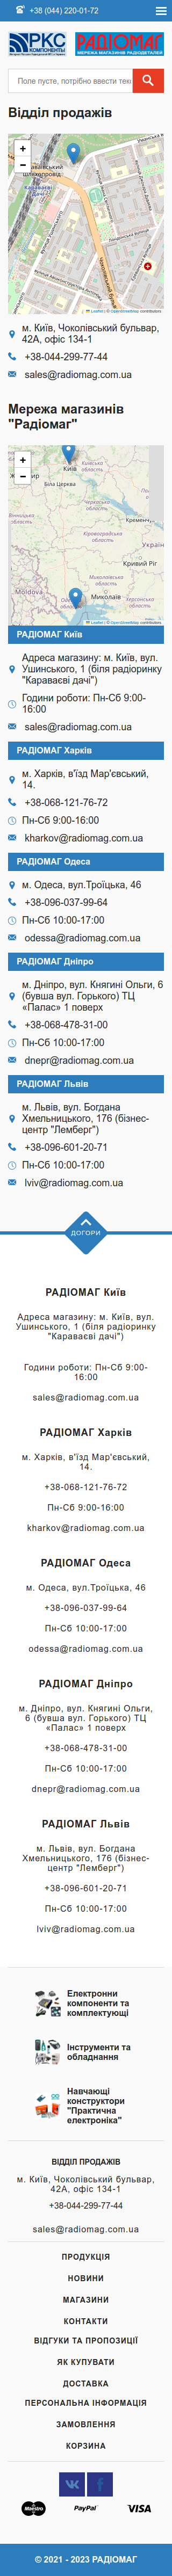 +38 (044) 220-01-72
РКС
КОМПОНЕНТИ
РАДІОМАГ
МЕРЕЖА МАГАЗИНІВ РАДІОДЕТАЛЕЙ
Поле пусте, потрібно ввести текс
Відділ продажів
+
−
Караваєві
Дачі
Leaflet | © OpenStreetMap contributors
м. Київ, Чоколівський бульвар,
42А, офіс 134-1
+38-044-299-77-44
sales@radiomag.com.ua
Мережа магазинів
"Радіомаг"
+
−
Київ
Київська
область
Біла Церква
Черкаська
область
Вінницька
область
Кіровоградська
область
Кривий Ріг
Moldova
Миколаївська
область
Миколаїв
Одеська
область
Херсонська
область
Leaflet | © OpenStreetMap contributors
РАДІОМАГ Київ
Адреса магазину: м. Київ, вул.
Ушинського, 1 (біля радіоринку
"Караваєві дачі")
Години роботи: Пн-Сб 9:00-
16:00
sales@radiomag.com.ua
РАДІОМАГ Харків
м. Харків, в'їзд Мар'євський,
14.
+38-068-121-76-72
Пн-Сб 9:00-16:00
kharkov@radiomag.com.ua
РАДІОМАГ Одеса
м. Одеса, вул.Троїцька, 46
+38-096-037-99-64
Пн-Сб 10:00-17:00
odessa@radiomag.com.ua
РАДІОМАГ Дніпро
м. Дніпро, вул. Княгині Ольги, 6
(бувша вул. Горького) ТЦ
«Палас» 1 поверх
+38-068-478-31-00
Пн-Сб 10:00-17:00
dnepr@radiomag.com.ua
РАДІОМАГ Львів
м. Львів, вул. Богдана
Хмельницького, 176 (бізнес-
центр "Лемберг")
+38-096-601-20-71
Пн-Сб 10:00-17:00
lviv@radiomag.com.ua
ДОГОРИ
РАДІОМАГ Київ
Адреса магазину: м. Київ, вул.
Ушинського, 1 (біля радіоринку
"Караваєві дачі")
Години роботи: Пн-Сб 9:00-
16:00
sales@radiomag.com.ua
РАДІОМАГ Харків
м. Харків, в'їзд Мар'євський,
14.
+38-068-121-76-72
Пн-Сб 9:00-16:00
kharkov@radiomag.com.ua
РАДІОМАГ Одеса
м. Одеса, вул.Троїцька, 46
+38-096-037-99-64
Пн-Сб 10:00-17:00
odessa@radiomag.com.ua
РАДІОМАГ Дніпро
м. Дніпро, вул. Княгині Ольги,
6 (бувша вул. Горького) ТЦ
«Палас» 1 поверх
+38-068-478-31-00
Пн-Сб 10:00-17:00
dnepr@radiomag.com.ua
РАДІОМАГ Львів
м. Львів, вул. Богдана
Хмельницького, 176 (бізнес-
центр "Лемберг")
+38-096-601-20-71
Пн-Сб 10:00-17:00
lviv@radiomag.com.ua
Електронни
компоненти та
комплектуючі
Інструменти та
обладнання
Навчающі
конструктори
"Практична
електроніка"
ВІДДІЛ ПРОДАЖІВ
м. Київ, Чоколівський бульвар,
42А, офіс 134-1
+38-044-299-77-44
sales@radiomag.com.ua
ПРОДУКЦІЯ
НОВИНИ
МАГАЗИНИ
КОНТАКТИ
ВІДГУКИ ТА ПРОПОЗИЦІЇ
ЯК КУПУВАТИ
ДОСТАВКА
ПЕРСОНАЛЬНА ІНФОРМАЦІЯ
ЗАМОВЛЕННЯ
КОРЗИНА
Maestro
PayPal
VISA
© 2021 - 2023 РАДІОМАГ